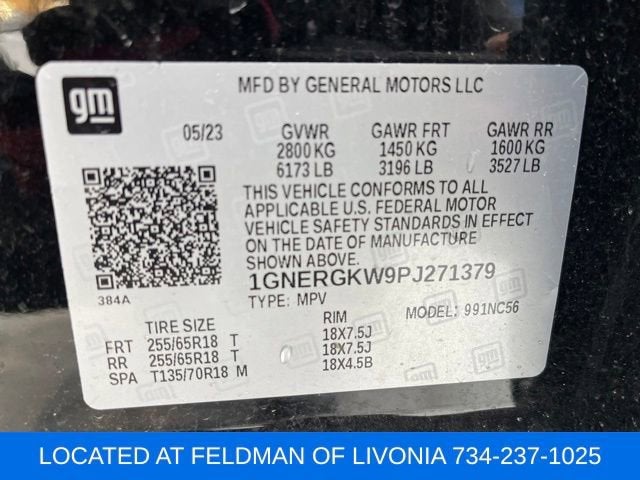 gm
MFD BY GENERAL MOTORS LLC
05/23 GVWR GAWR FRT GAWR RR
2800 KG 1450 KG 1600 KG
6173 LB 3196 LB 3527 LB
THIS VEHICLE CONFORMS TO ALL
APPLICABLE U.S. FEDERAL MOTOR
VEHICLE SAFETY STANDARDS IN EFFECT
ON THE DATE OF MANUFACTURE
SHOWN ABOVE.
1GNERGKW9PJ271379
384A
TYPE: MPV MODEL: 991NC56
TIRE SIZE RIM
FRT 255/65R18 T 18X7.5J
RR 255/65R18 T 18X7.5J
SPA T135/70R18 M 18X4.5B
LOCATED AT FELDMAN OF LIVONIA 734-237-1025